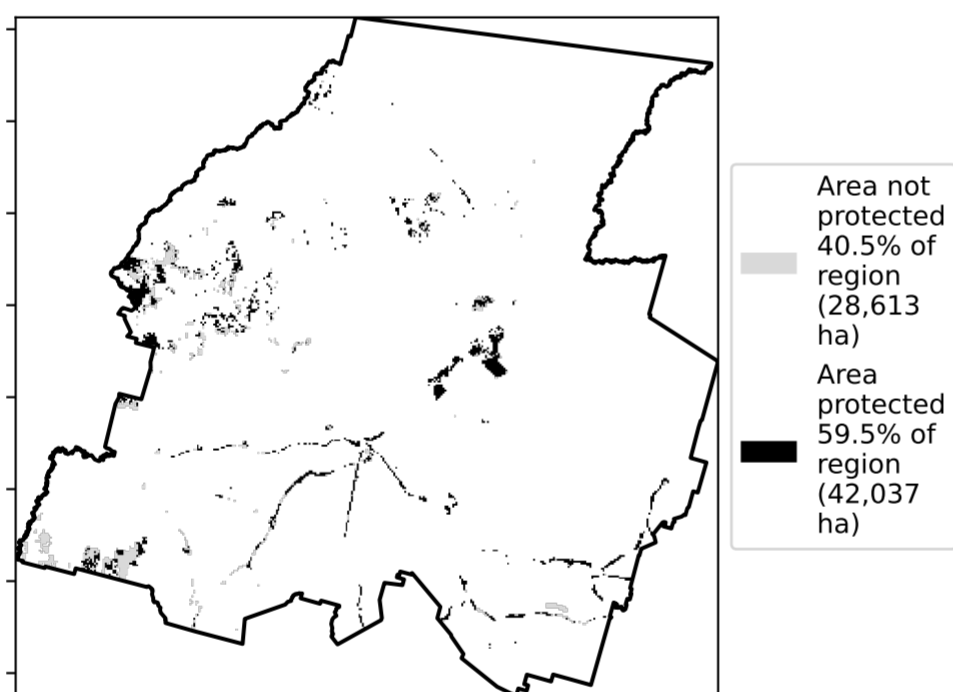 Area not
protected
40.5% of
region
(28,613
ha)
Area
protected
59.5% of
region
(42,037
ha)